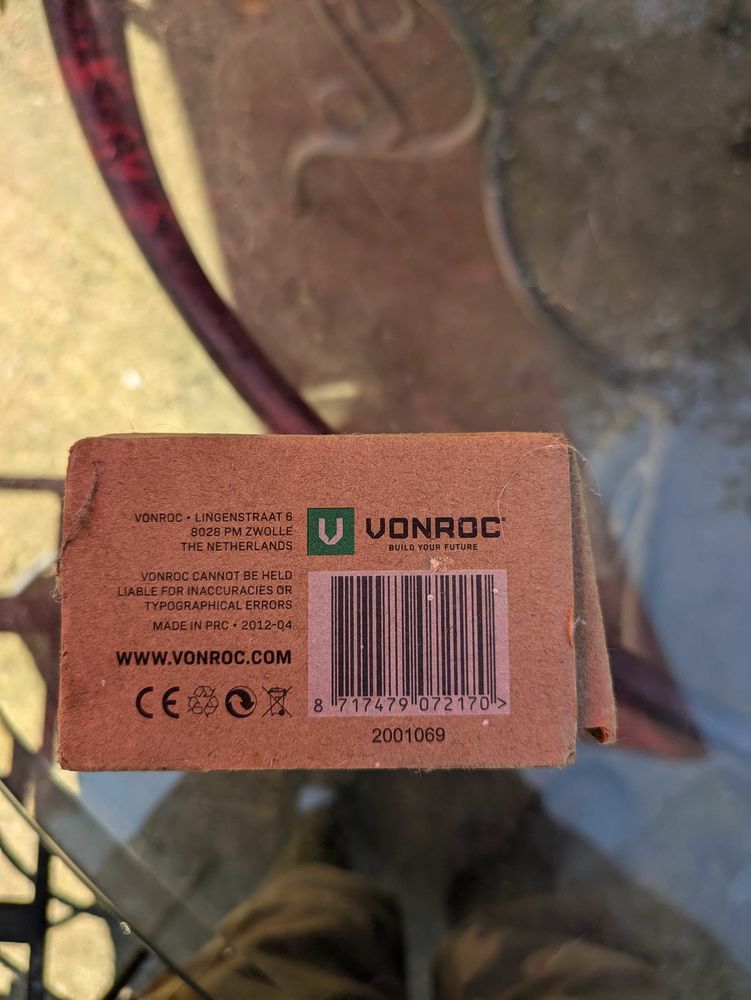 VONROC • LINGENSTRAAT 6
8028 PM ZWOLLE
THE NETHERLANDS
VONROC CANNOT BE HELD
LIABLE FOR INACCURACIES OR
TYPOGRAPHICAL ERRORS
MADE IN PRC • 2012-04
WWW.VONROC.COM
CE
V VONROC®
BUILD YOUR FUTURE
8 717479 072170 >
2001069